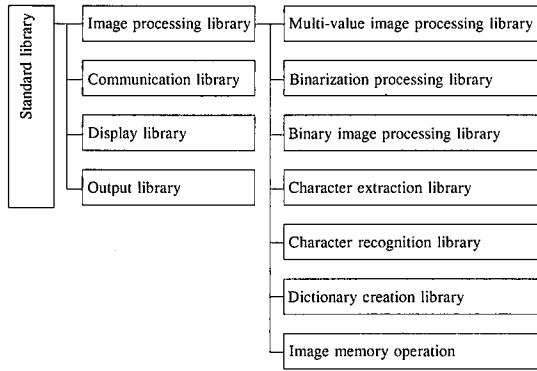 Standard library
Image processing library
Communication library
Display library
Output library
Multi-value image processing library
Binarization processing library
Binary image processing library
Character extraction library
Character recognition library
Dictionary creation library
Image memory operation